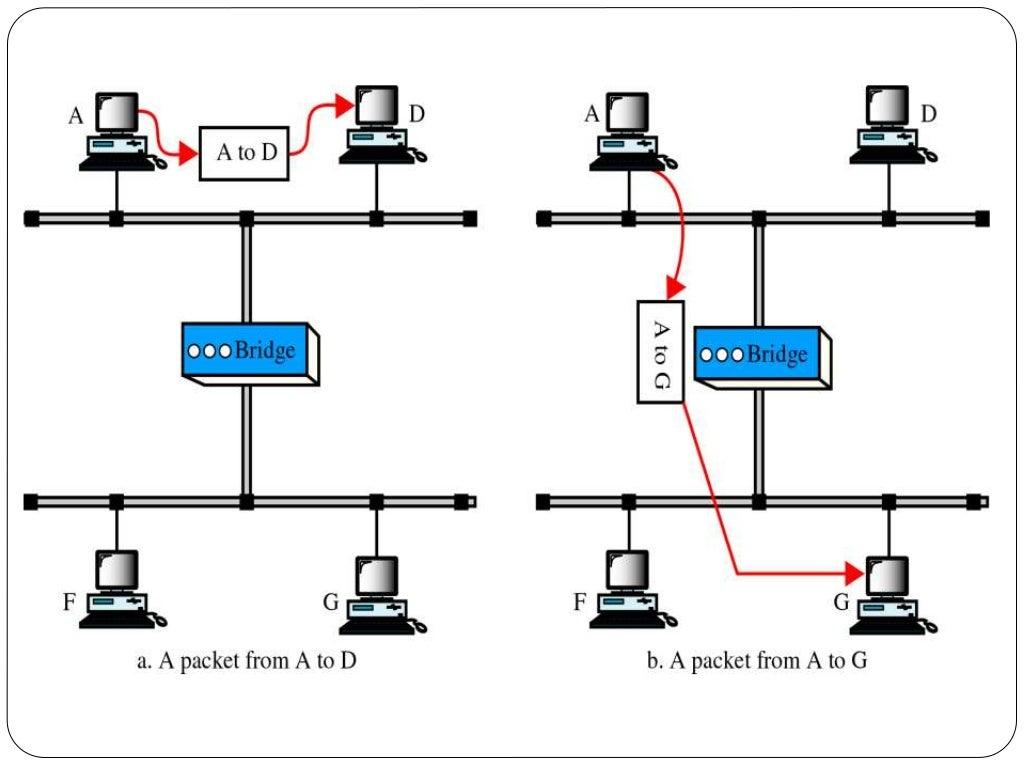 A
A to D
D
Bridge
F
G
a. A packet from A to D
A
D
A to G
Bridge
F
G
b. A packet from A to G